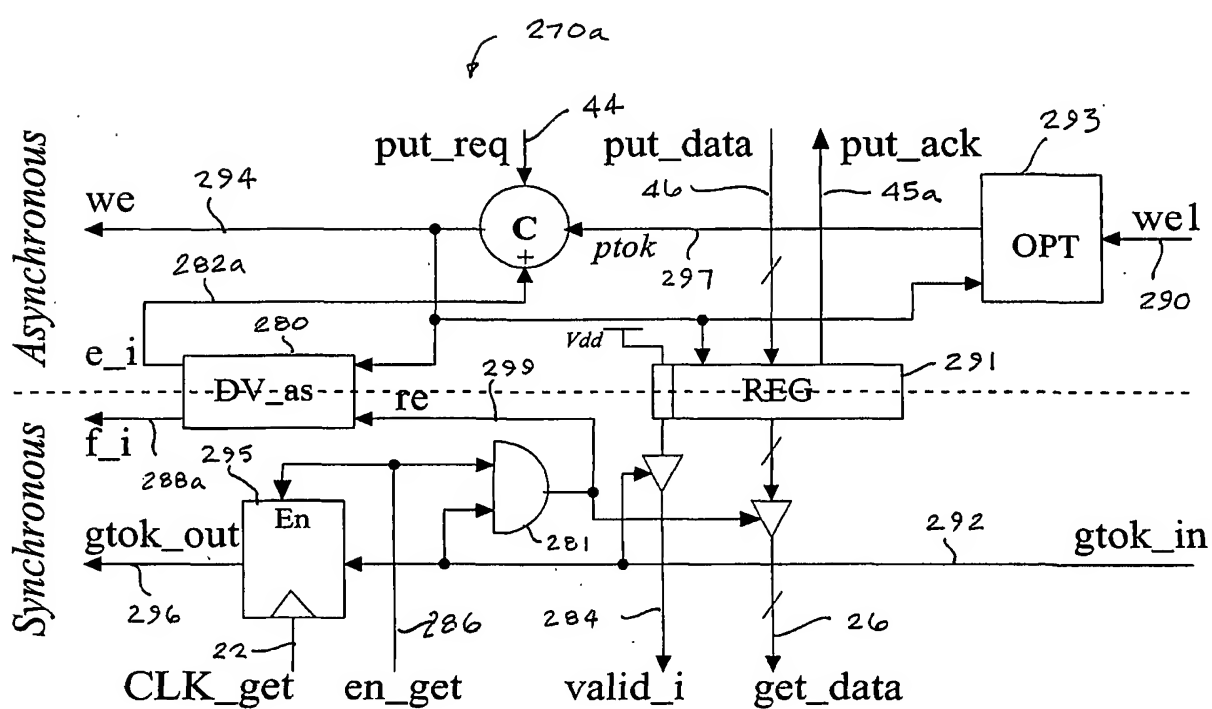 270a
44
put_req
put_data
put_ack
293
294
46
45a
we
C
+
ptok
297
OPT
we1
290
282a
Asynchronous
280
Vdd
299
291
e_i
DV_as
REG
re
f_i
288a
295
En
281
292
gtok_out
gtok_in
296
Synchronous
22
286
284
26
CLK_get
en_get
valid_i
get_data